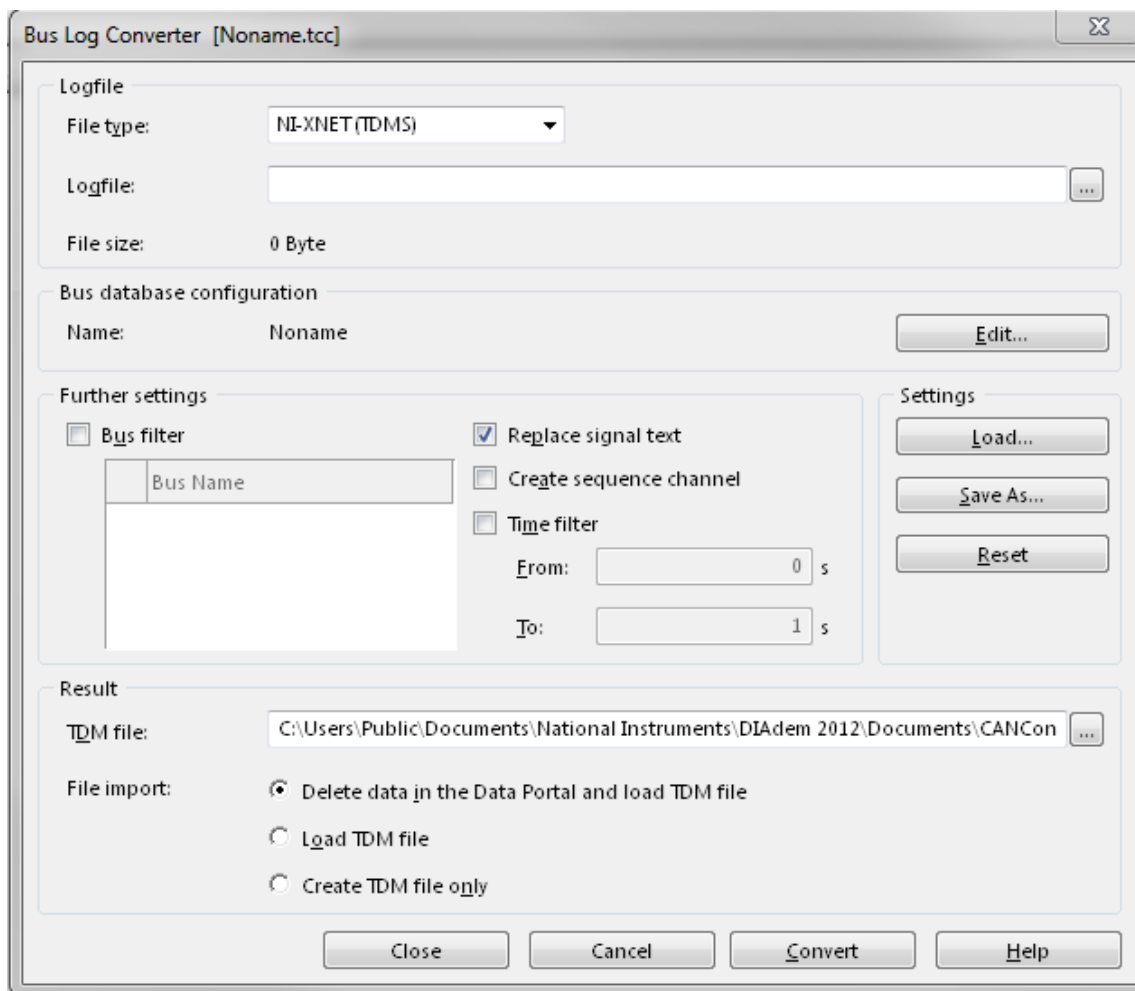 Bus Log Converter [Noname.tcc]
Logfile
File type: NI-XNET (TDMS)
Logfile: ...
File size: 0 Byte
Bus database configuration
Name: Noname Edit...
Further settings
Bus filter
Bus Name
Replace signal text
Create sequence channel
Time filter
From: 0 s
To: 1 s
Settings
Load...
Save As...
Reset
Result
TDM file: C:\Users\Public\Documents\National Instruments\DIAdem 2012\Documents\CANCon ...
File import: Delete data in the Data Portal and load TDM file
Load TDM file
Create TDM file only
Close Cancel Convert Help